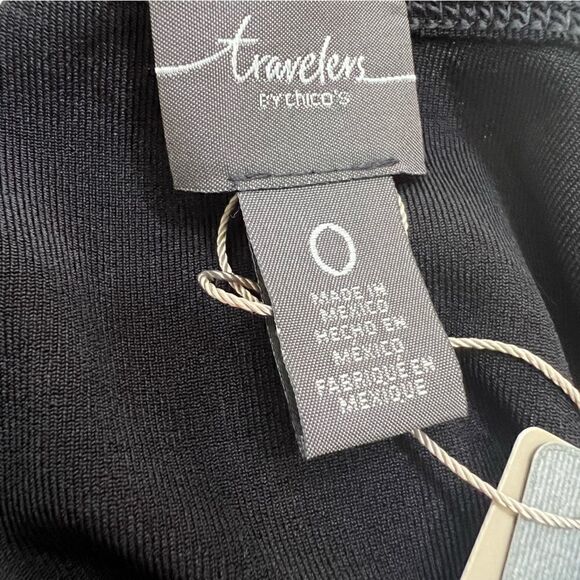 travelers
BY CHICO'S
0
MADE IN
MEXICO
HECHO EN
MEXICO
FABRIQUE EN
MEXIQUE